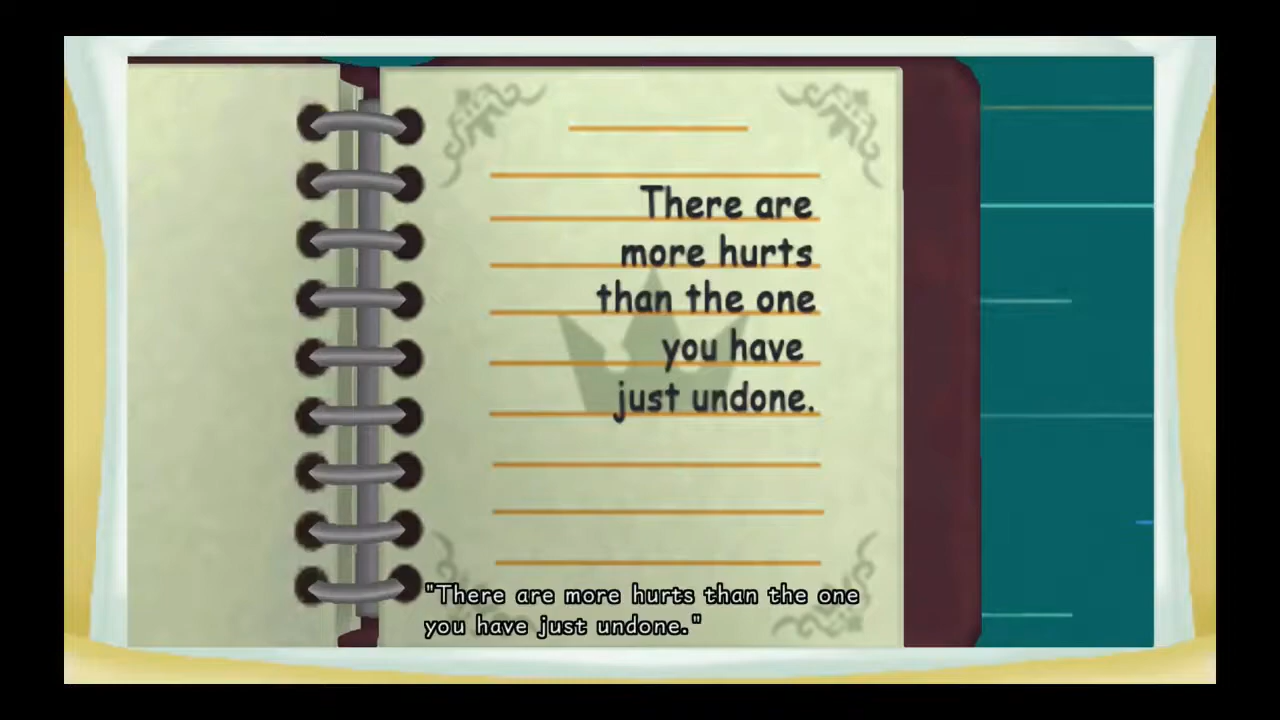 There are
more hurts
than the one
you have
just undone.
"There are more hurts than the one
you have just undone."